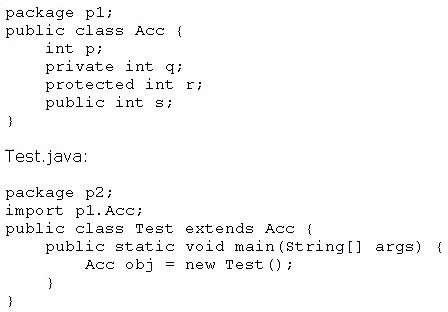 package p1;
public class Acc {
    int p;
    private int q;
    protected int r;
    public int s;
}
Test.java:
package p2;
import p1.Acc;
public class Test extends Acc {
    public static void main(String[] args) {
        Acc obj = new Test();
    }
}